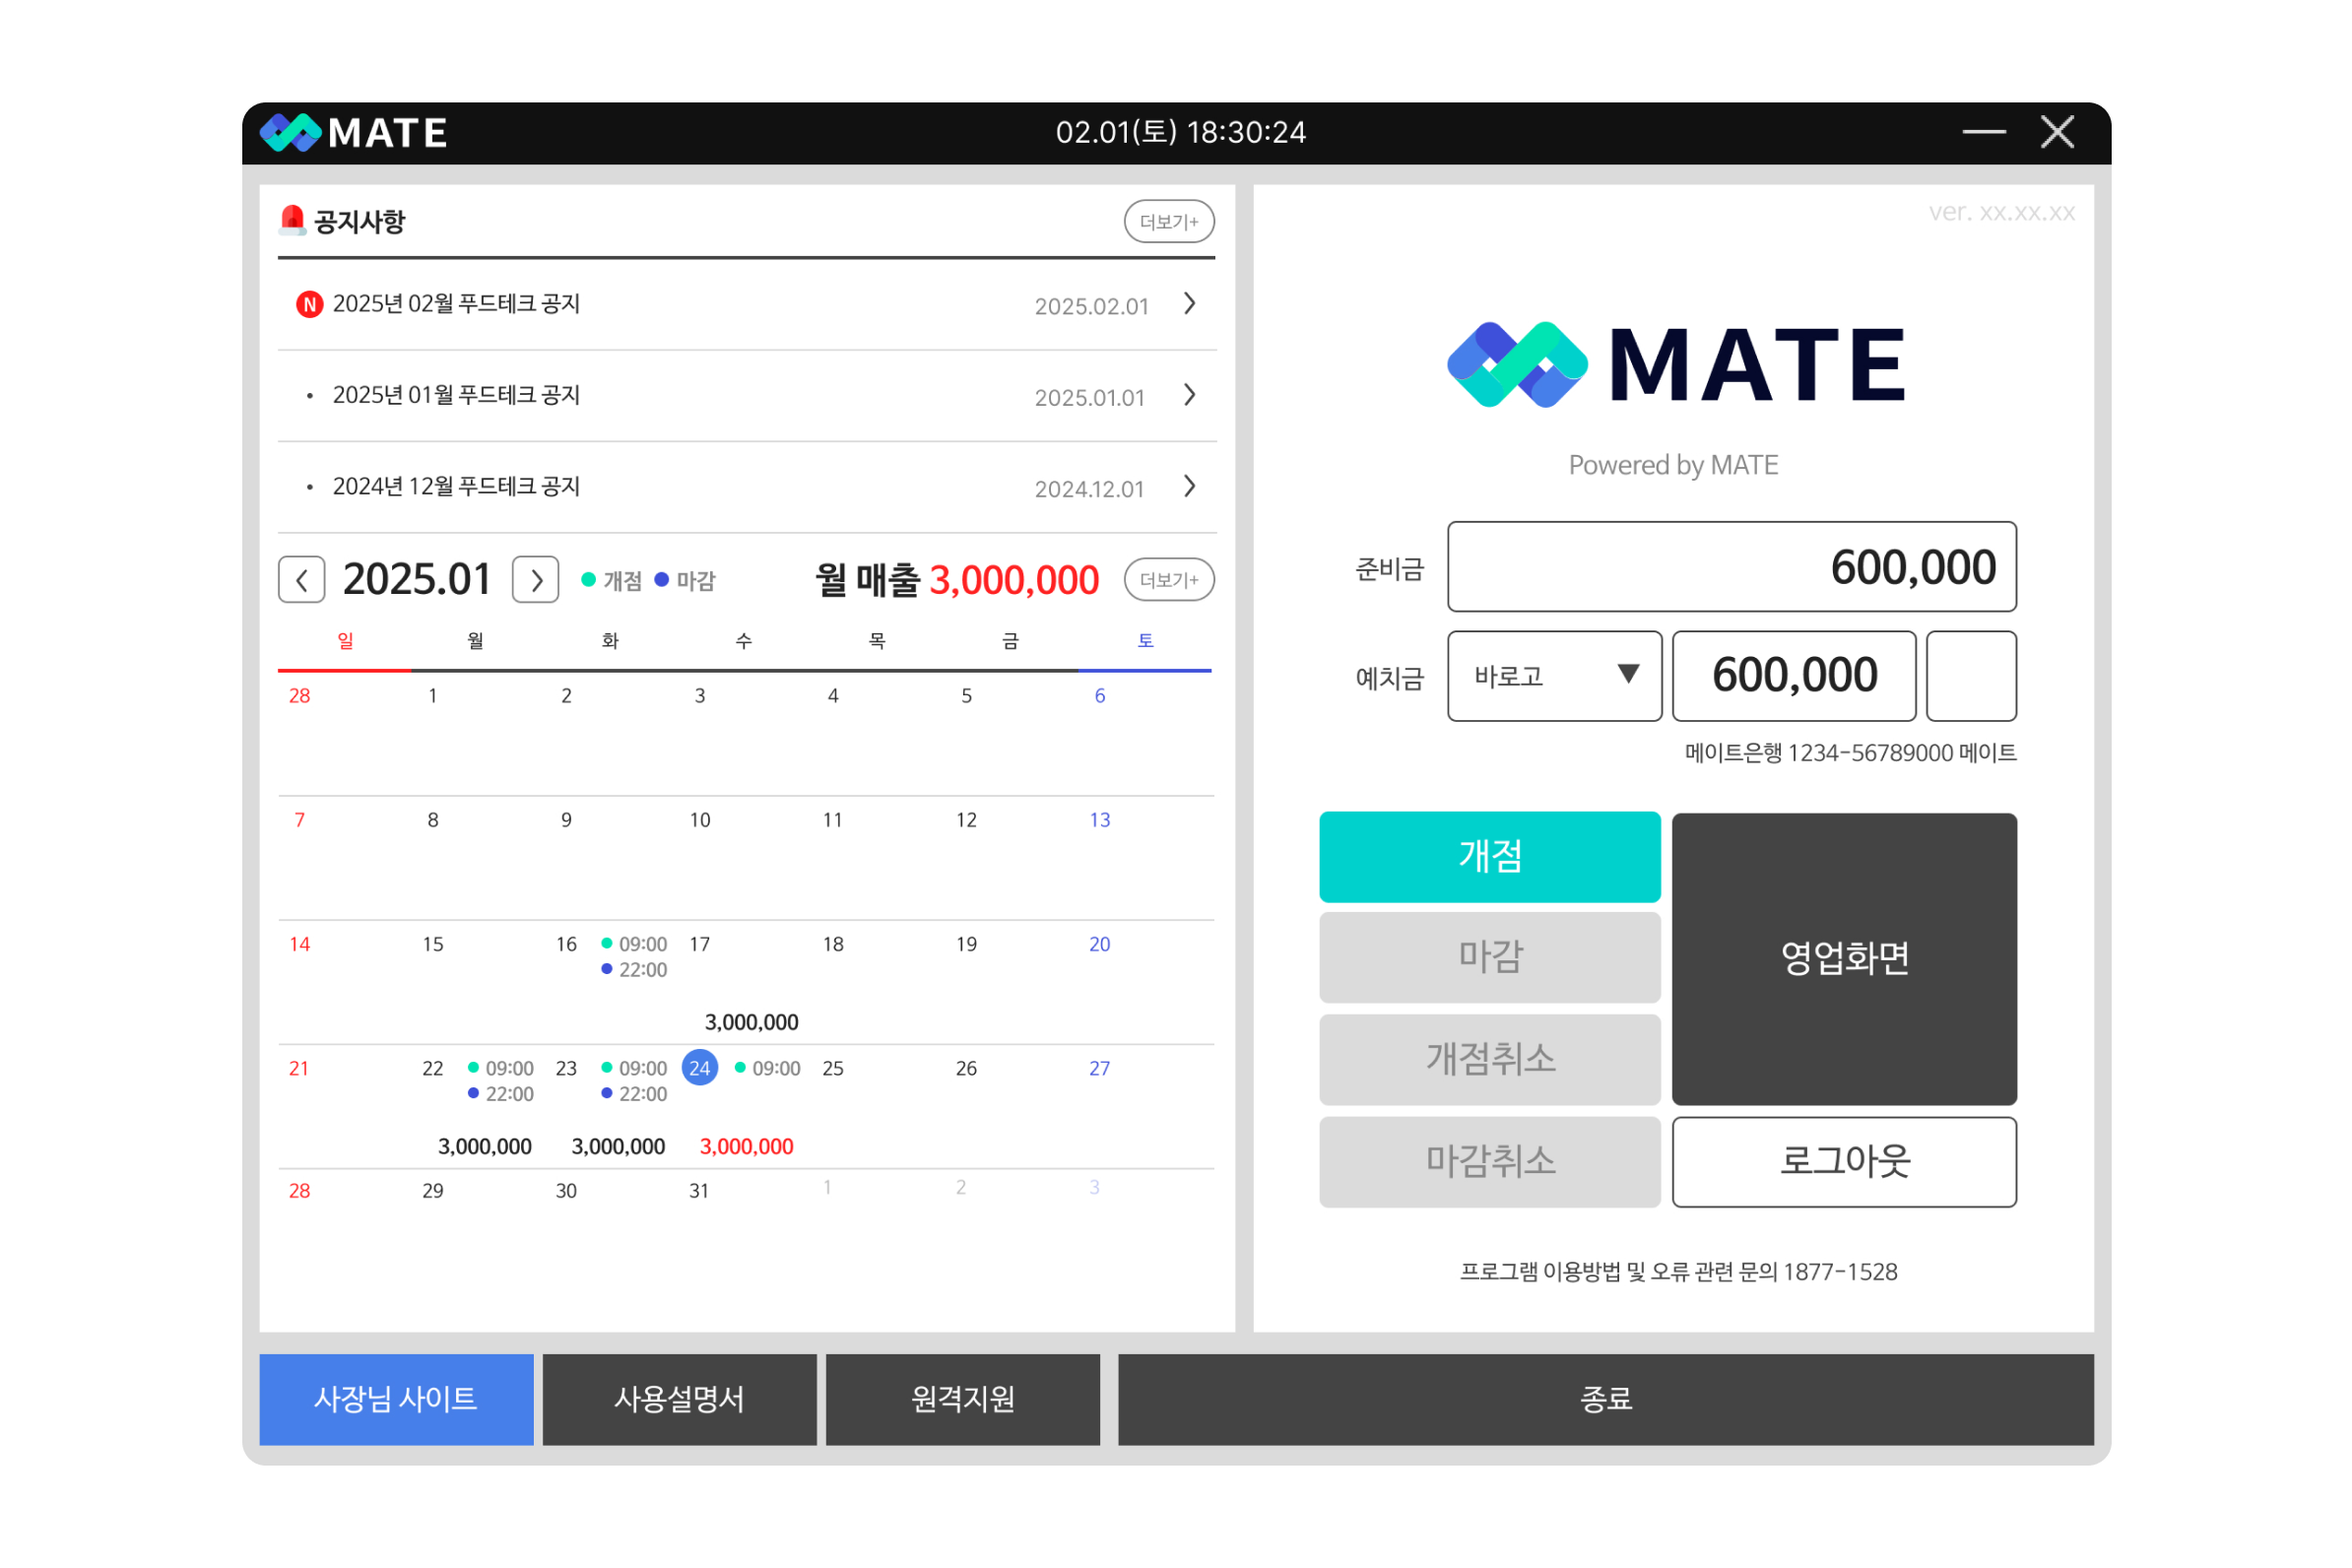 MATE
02.01(토) 18:30:24
공지사항
더보기+
N 2025년 02월 푸드테크 공지 2025.02.01
• 2025년 01월 푸드테크 공지 2025.01.01
• 2024년 12월 푸드테크 공지 2024.12.01
2025.01 개점 마감 월 매출 3,000,000 더보기+
일 월 화 수 목 금 토
28 1 2 3 4 5 6
7 8 9 10 11 12 13
14 15 16 09:00 17 18 19 20
22:00
3,000,000
21 22 09:00 23 09:00 24 09:00 25 26 27
22:00 22:00
3,000,000 3,000,000 3,000,000
28 29 30 31 1 2 3
ver. xx.xx.xx
MATE
Powered by MATE
준비금 600,000
예치금 바로고 ▼ 600,000
메이트은행 1234-56789000 메이트
개점
마감
개점취소
마감취소
영업화면
로그아웃
프로그램 이용방법 및 오류 관련 문의 1877-1528
사장님 사이트
사용설명서
원격지원
종료